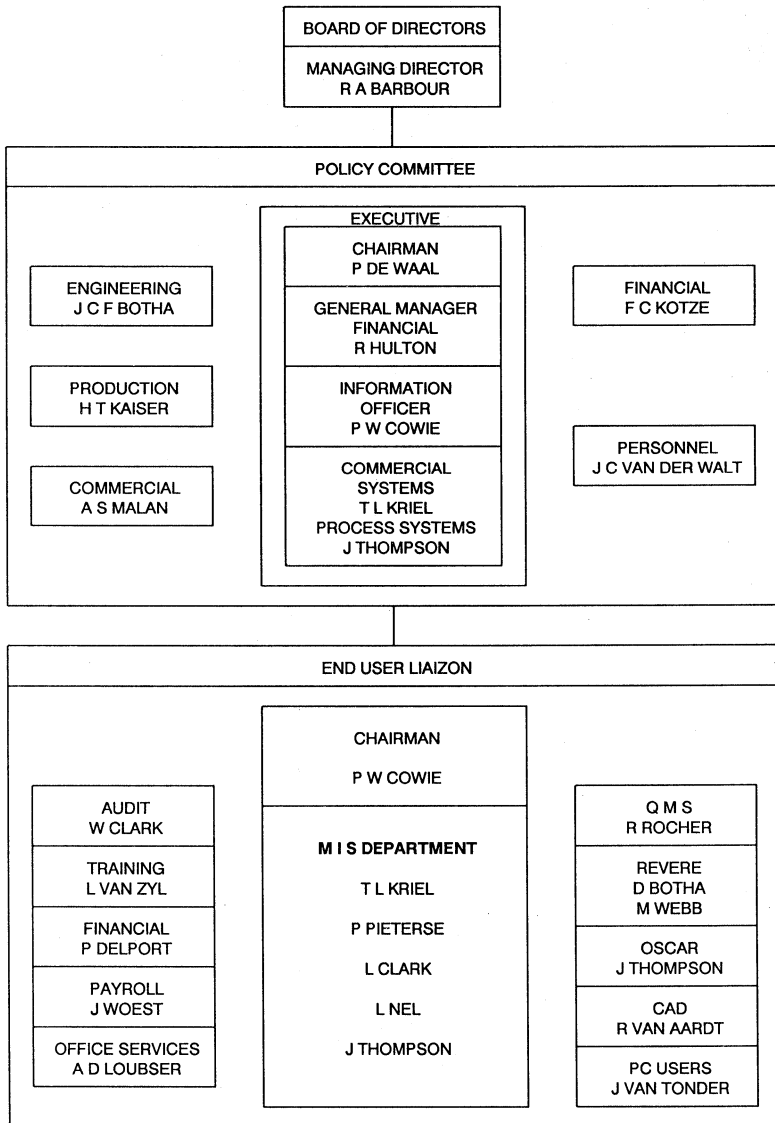 BOARD OF DIRECTORS
MANAGING DIRECTOR
R A BARBOUR
POLICY COMMITTEE
ENGINEERING
J C F BOTHA
PRODUCTION
H T KAISER
COMMERCIAL
A S MALAN
EXECUTIVE
CHAIRMAN
P DE WAAL
GENERAL MANAGER
FINANCIAL
R HULTON
INFORMATION
OFFICER
P W COWIE
COMMERCIAL
SYSTEMS
T L KRIEL
PROCESS SYSTEMS
J THOMPSON
FINANCIAL
F C KOTZE
PERSONNEL
J C VAN DER WALT
END USER LIAIZON
AUDIT
W CLARK
TRAINING
L VAN ZYL
FINANCIAL
P DELPORT
PAYROLL
J WOEST
OFFICE SERVICES
A D LOUBSER
CHAIRMAN
P W COWIE
M I S DEPARTMENT
T L KRIEL
P PIETERSE
L CLARK
L NEL
J THOMPSON
Q M S
R ROCHER
REVERE
D BOTHA
M WEBB
OSCAR
J THOMPSON
CAD
R VAN AARDT
PC USERS
J VAN TONDER